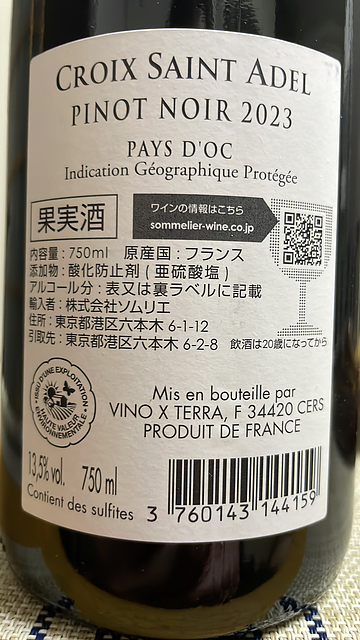 CROIX SAINT ADEL
PINOT NOIR 2023
PAYS D'OC
Indication Géographique Protégée
果実酒
ワインの情報はこちら
sommelier-wine.co.jp
内容量：750ml 原産国：フランス
添加物：酸化防止剤(亜硫酸塩)
アルコール分：表又は裏ラベルに記載
輸入者：株式会社ソムリエ
住所：東京都港区六本木 6-1-12
引取先：東京都港区六本木 6-2-8 飲酒は20歳になってから
ISSU D'UNE EXPLOITATION
HAUTE VALEUR
ENVIRONNEMENTALE
Mis en bouteille par
VINO X TERRA, F 34420 CERS
PRODUIT DE FRANCE
13,5% vol. 750 ml
Contient des sulfites
3 760143 144159